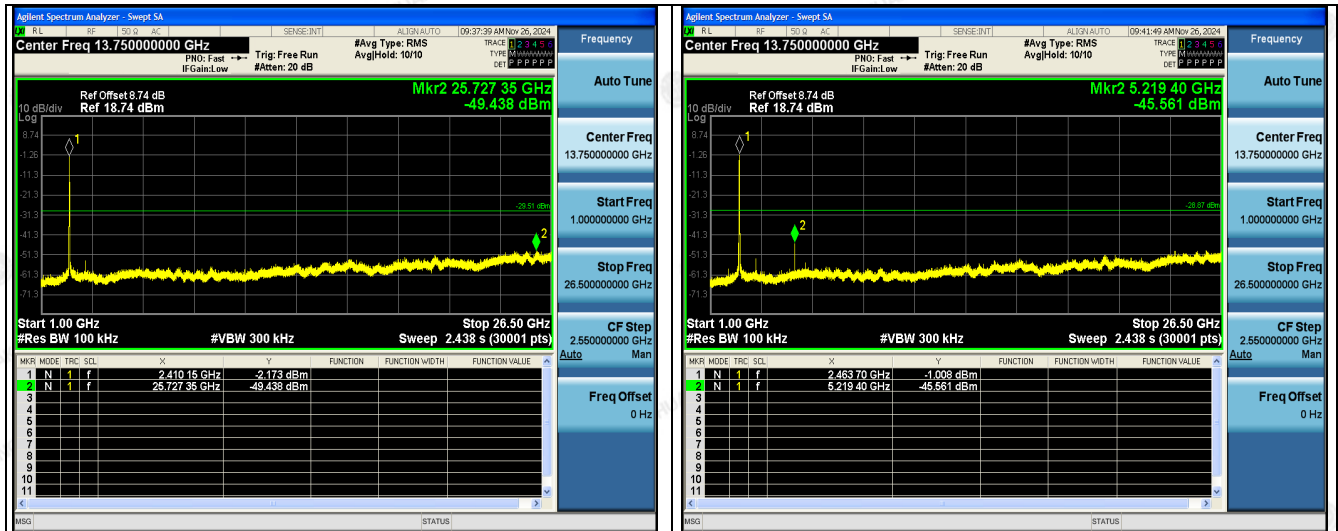 Agilent Spectrum Analyzer - Swept SA
RL RF 50 Ω AC SENSE:INT ALIGN AUTO 09:37:39 AM Nov 26, 2024
Center Freq 13.750000000 GHz
PNO: Fast
IFGain:Low
Trig: Free Run
#Atten: 20 dB
#Avg Type: RMS
Avg|Hold: 10/10
TRACE 1 2 3 4 5 6
TYPE M W W W W W
DET P P P P P P
Ref Offset 8.74 dB
10 dB/div Ref 18.74 dBm
Log
Mkr2 25.727 35 GHz
-49.438 dBm
8.74
-1.26
-11.3
-21.3
-31.3
-41.3
-51.3
-61.3
-71.3
1
-29.51 dBm
2
Start 1.00 GHz Stop 26.50 GHz
#Res BW 100 kHz #VBW 300 kHz Sweep 2.438 s (30001 pts)
MKR MODE TRC SCL X Y FUNCTION FUNCTION WIDTH FUNCTION VALUE
1 N 1 f 2.410 15 GHz -2.173 dBm
2 N 1 f 25.727 35 GHz -49.438 dBm
3
4
5
6
7
8
9
10
11
MSG STATUS
Frequency
Auto Tune
Center Freq
13.750000000 GHz
Start Freq
1.000000000 GHz
Stop Freq
26.500000000 GHz
CF Step
2.550000000 GHz
Auto Man
Freq Offset
0 Hz
Agilent Spectrum Analyzer - Swept SA
RL RF 50 Ω AC SENSE:INT ALIGN AUTO 09:41:49 AM Nov 26, 2024
Center Freq 13.750000000 GHz
PNO: Fast
IFGain:Low
Trig: Free Run
#Atten: 20 dB
#Avg Type: RMS
Avg|Hold: 10/10
TRACE 1 2 3 4 5 6
TYPE M W W W W W
DET P P P P P P
Ref Offset 8.74 dB
10 dB/div Ref 18.74 dBm
Log
Mkr2 5.219 40 GHz
-45.561 dBm
8.74
-1.26
-11.3
-21.3
-31.3
-41.3
-51.3
-61.3
-71.3
1
-28.87 dBm
2
Start 1.00 GHz Stop 26.50 GHz
#Res BW 100 kHz #VBW 300 kHz Sweep 2.438 s (30001 pts)
MKR MODE TRC SCL X Y FUNCTION FUNCTION WIDTH FUNCTION VALUE
1 N 1 f 2.463 70 GHz -1.008 dBm
2 N 1 f 5.219 40 GHz -45.561 dBm
3
4
5
6
7
8
9
10
11
MSG STATUS
Frequency
Auto Tune
Center Freq
13.750000000 GHz
Start Freq
1.000000000 GHz
Stop Freq
26.500000000 GHz
CF Step
2.550000000 GHz
Auto Man
Freq Offset
0 Hz